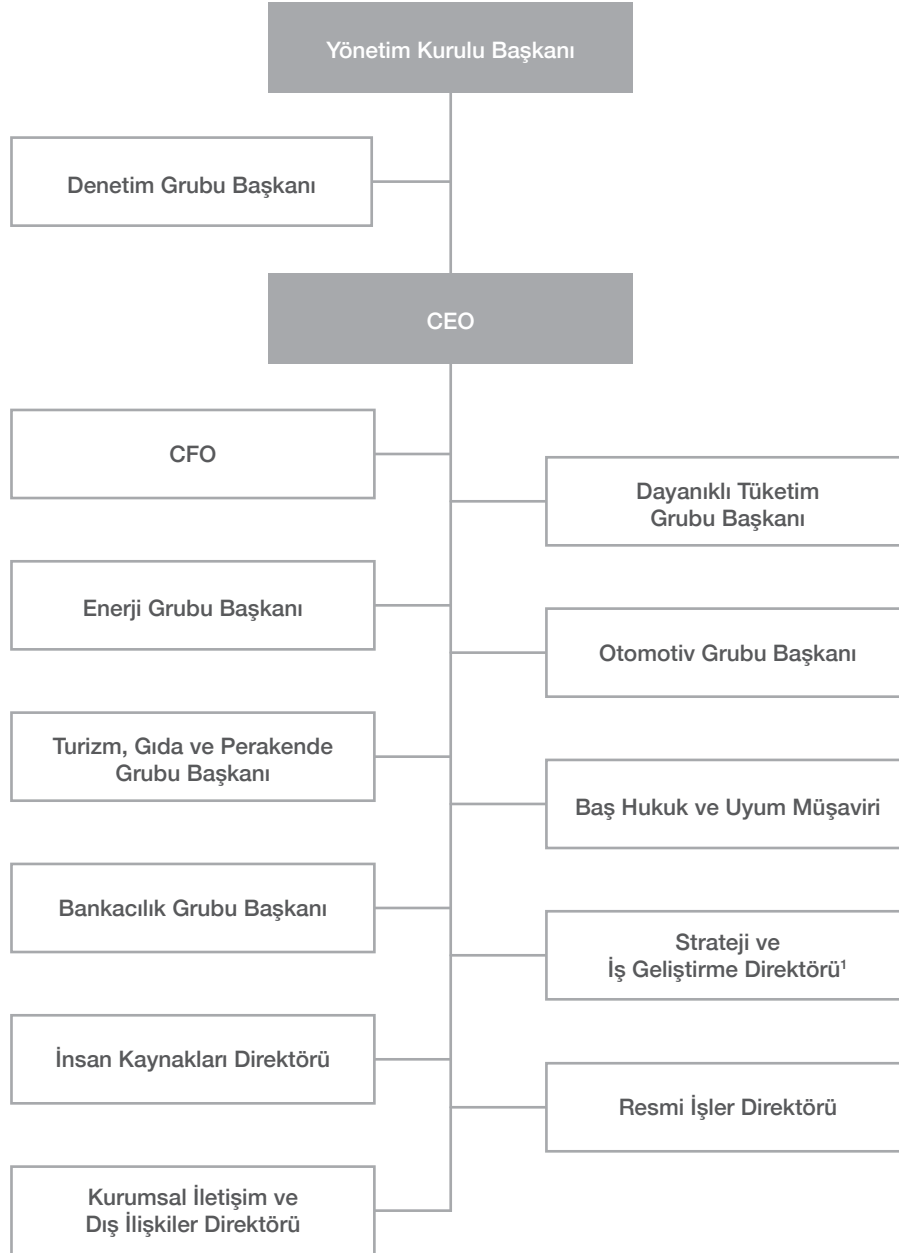 Yönetim Kurulu Başkanı
Denetim Grubu Başkanı
CEO
CFO
Dayanıklı Tüketim
Grubu Başkanı
Enerji Grubu Başkanı
Otomotiv Grubu Başkanı
Turizm, Gıda ve Perakende
Grubu Başkanı
Baş Hukuk ve Uyum Müşaviri
Bankacılık Grubu Başkanı
Strateji ve
İş Geliştirme Direktörü¹
İnsan Kaynakları Direktörü
Resmi İşler Direktörü
Kurumsal İletişim ve
Dış İlişkiler Direktörü